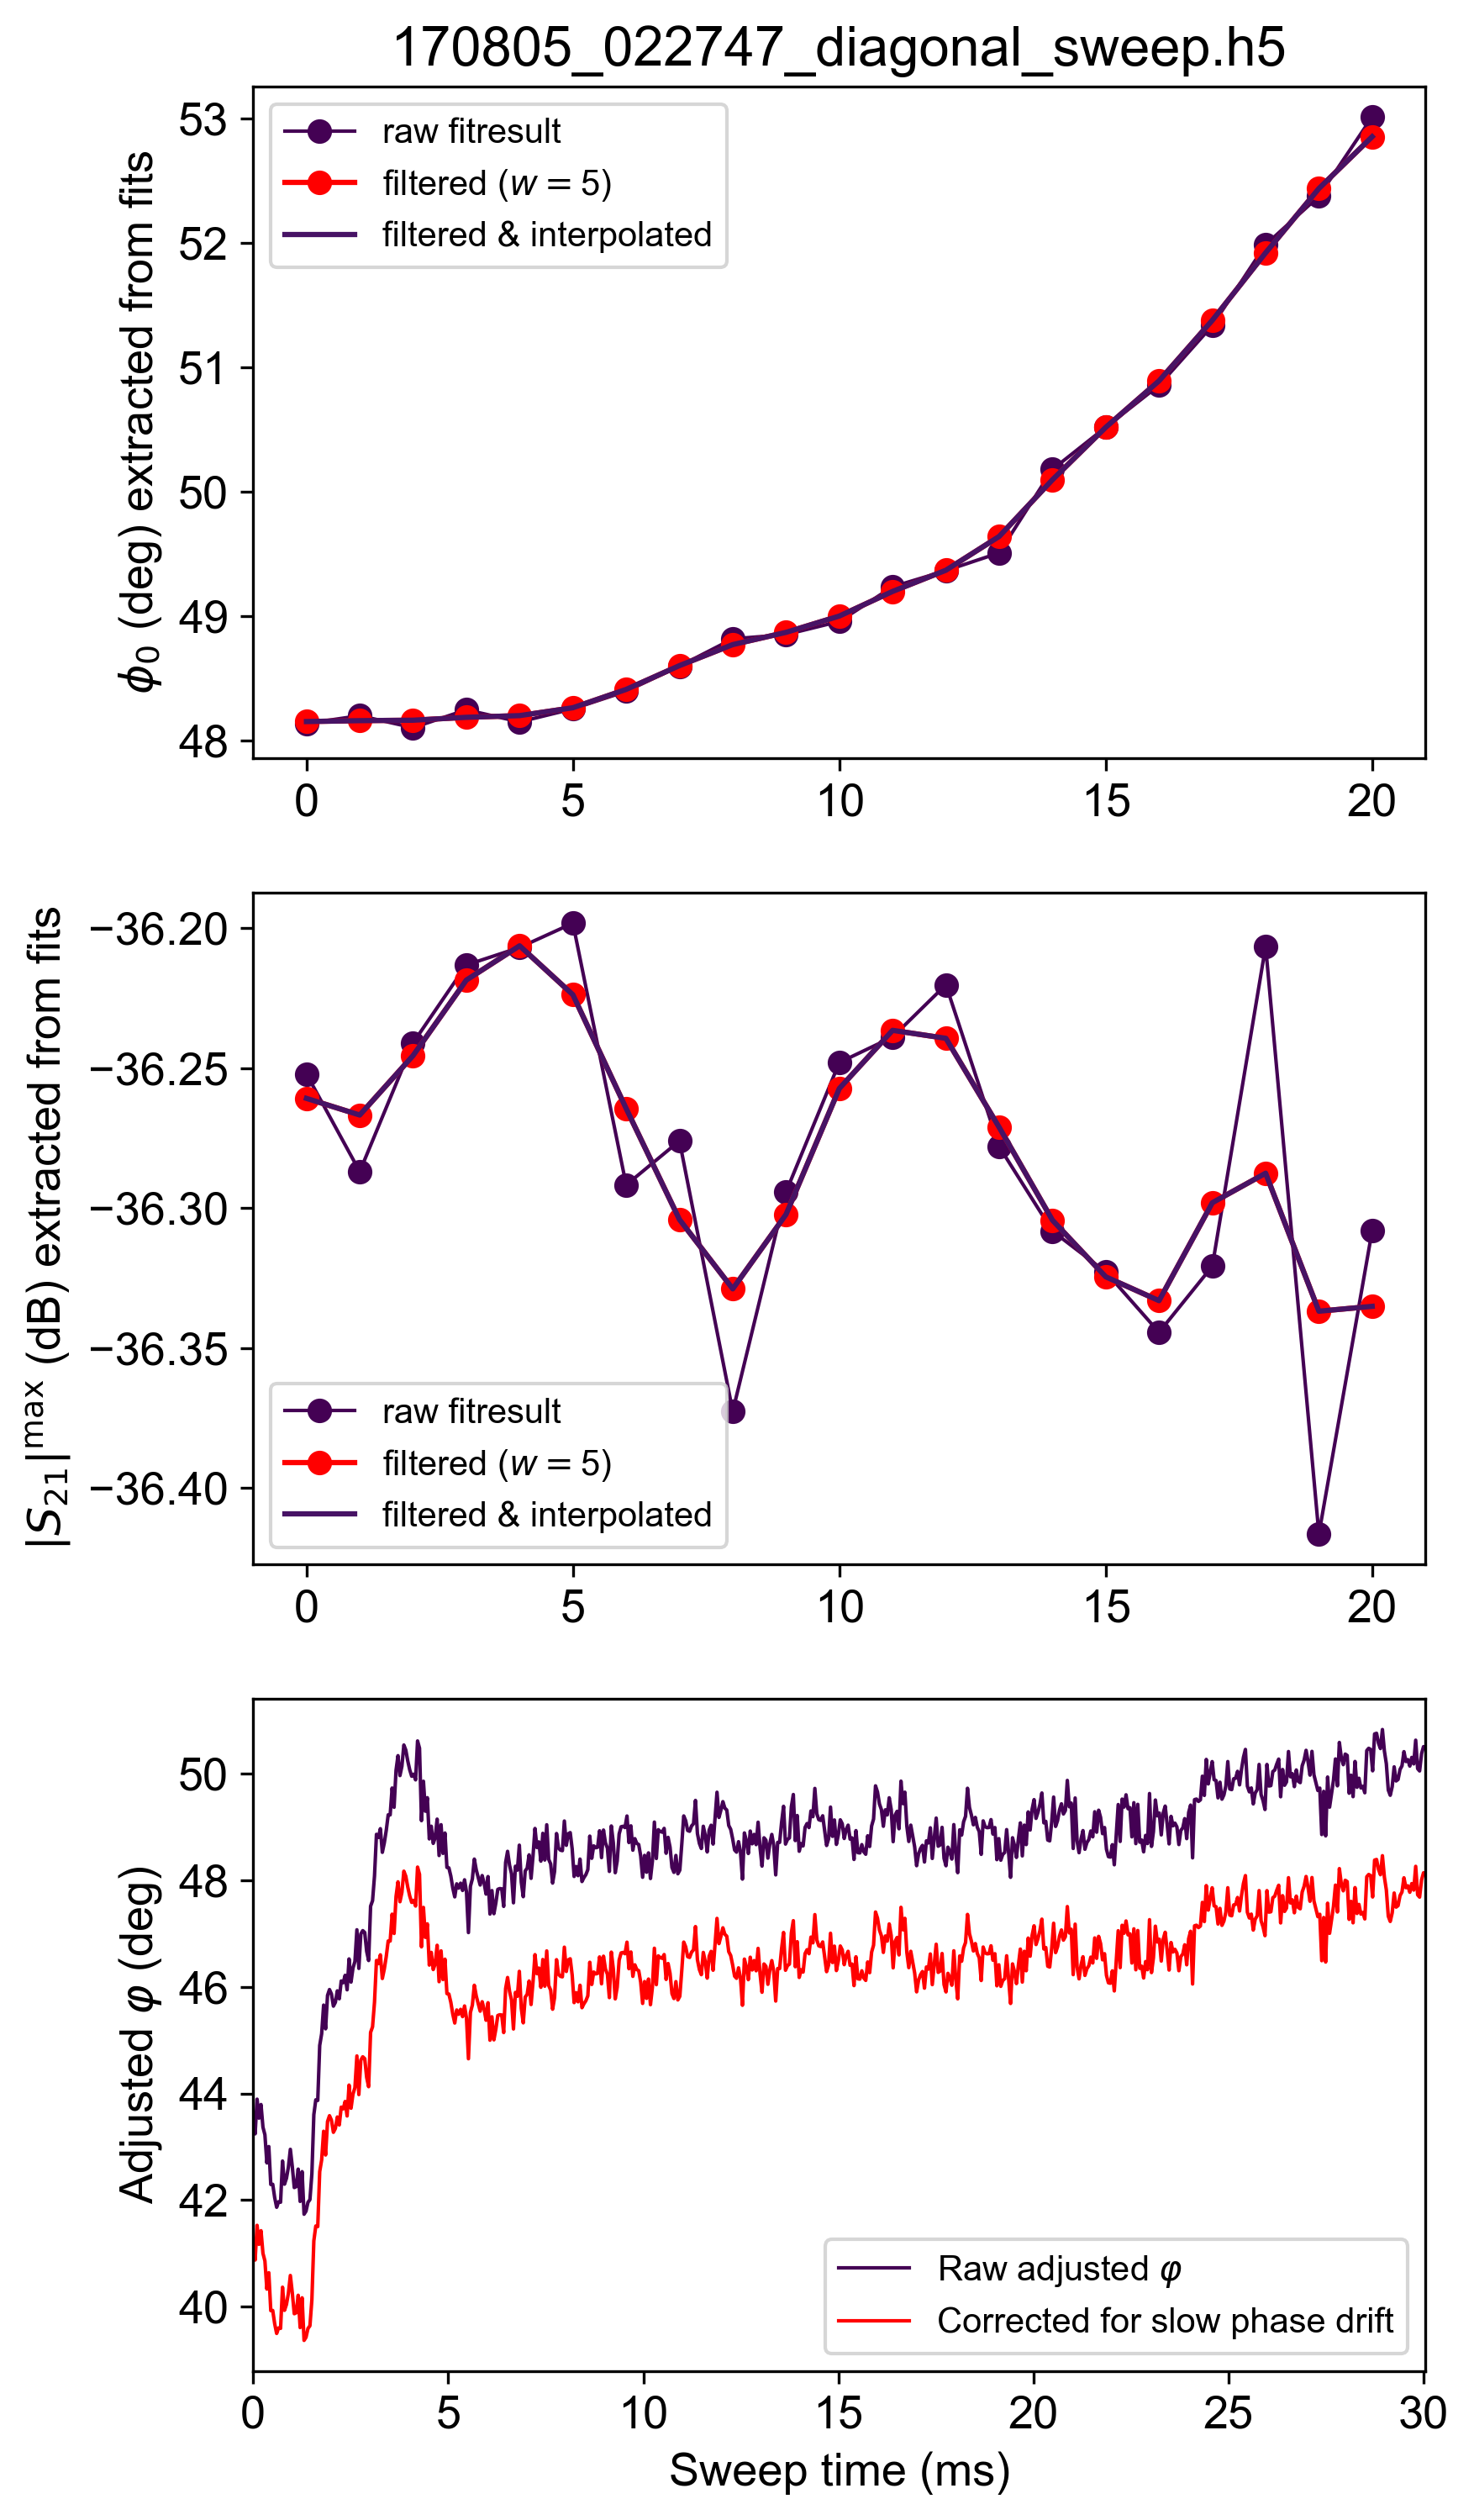 170805_022747_diagonal_sweep.h5
ϕ₀ (deg) extracted from fits
53
52
51
50
49
48
raw fitresult
filtered (w = 5)
filtered & interpolated
0 5 10 15 20
|S₂₁|ᵐᵃˣ (dB) extracted from fits
−36.20
−36.25
−36.30
−36.35
−36.40
raw fitresult
filtered (w = 5)
filtered & interpolated
0 5 10 15 20
Adjusted φ (deg)
50
48
46
44
42
40
Raw adjusted φ
Corrected for slow phase drift
0 5 10 15 20 25 30
Sweep time (ms)